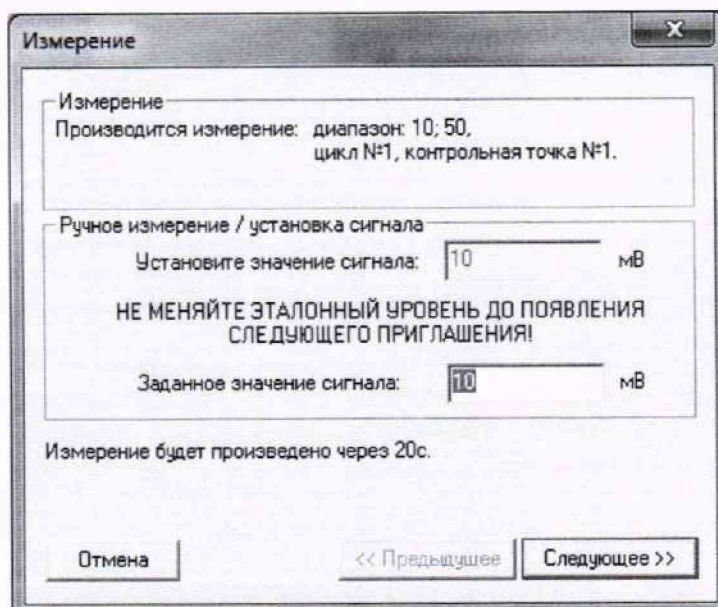 Измерение
Измерение
Производится измерение: диапазон: 10; 50,
цикл №1, контрольная точка №1.
Ручное измерение / установка сигнала
Установите значение сигнала: 10 мВ
НЕ МЕНЯЙТЕ ЭТАЛОННЫЙ УРОВЕНЬ ДО ПОЯВЛЕНИЯ
СЛЕДУЮЩЕГО ПРИГЛАШЕНИЯ!
Заданное значение сигнала: 10 мВ
Измерение будет произведено через 20с.
Отмена << Предыдущее Следующее >>